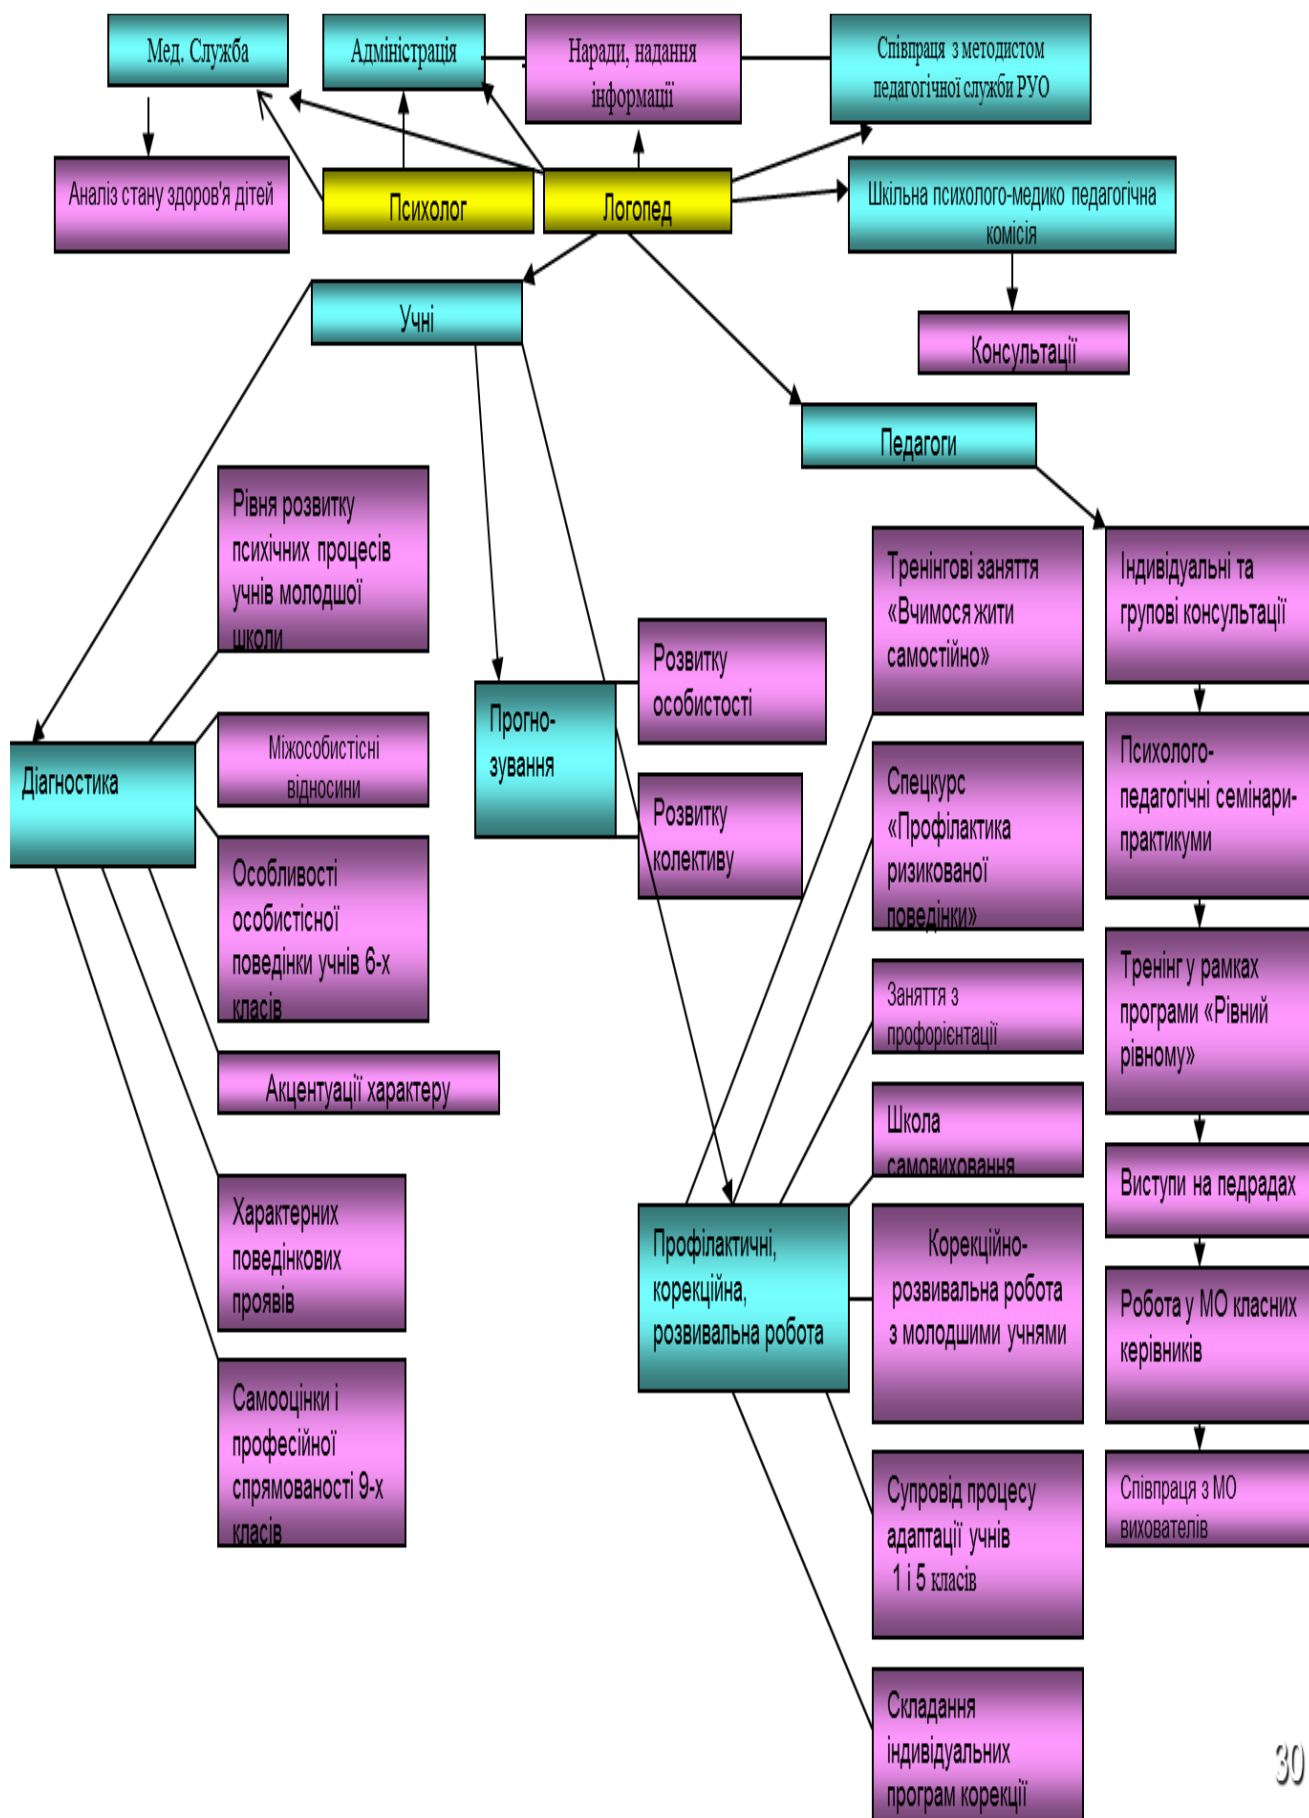 Мед. Служба
Адміністрація
Наради, надання
інформації
Співпраця з методистом
педагогічної служби РУО
Аналіз стану здоров'я дітей
Психолог
Логопед
Шкільна психолого-медико педагогічна
комісія
Учні
Консультації
Педагоги
Рівня розвитку
психічних процесів
учнів молодшої
школи
Міжособистісні
відносини
Діагностика
Особливості
особистісної
поведінки учнів 6-х
класів
Акцентуації характеру
Характерних
поведінкових
проявів
Самооцінки і
професійної
спрямованості 9-х
класів
Прогно-
зування
Розвитку
особистості
Розвитку
колективу
Профілактичні,
корекційна,
розвивальна робота
Тренінгові заняття
«Вчимося жити
самостійно»
Спецкурс
«Профілактика
ризикованої
поведінки»
Заняття з
профорієнтації
Школа
самовиховання
Корекційно-
розвивальна робота
з молодшими учнями
Супровід процесу
адаптації учнів
1 і 5 класів
Складання
індивідуальних
програм корекції
Індивідуальні та
групові консультації
Психолого-
педагогічні семінари-
практикуми
Тренінг у рамках
програми «Рівний
рівному»
Виступи на педрадах
Робота у МО класних
керівників
Співпраця з МО
вихователів
30